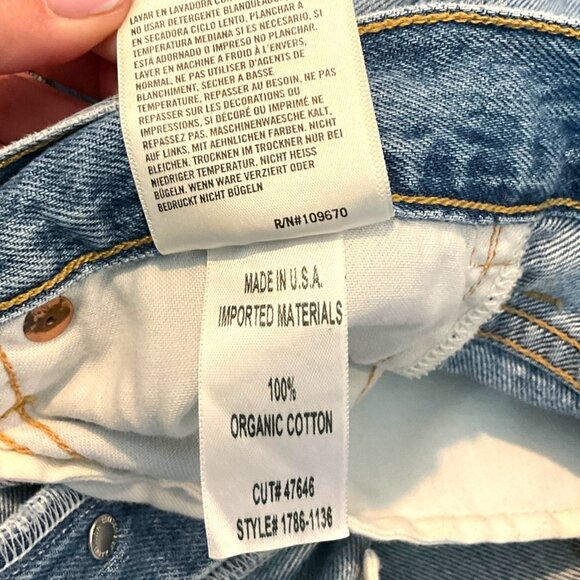 LAVAR EN LAVADORA CO
NO USAR DETERGENTE BLANQUEADOR
EN SECADORA CICLO LENTO, PLANCHAR A
TEMPERATURA MEDIANA SI ES NECESARIO, SI
ESTÁ ADORNADO O IMPRESO NO PLANCHAR.
LAVER EN MACHINE A FROID À L'ENVERS,
NORMAL. NE PAS UTILISER D'AGENTS DE
BLANCHIMENT, SÉCHER A BASSE
TEMPERATURE, REPASSER AU BESOIN, NE PAS
REPASSER SUR LES DECORATIONS OU
IMPRESSIONS, SI DÉCORÉ OU IMPRIMÉ NE
REPASSEZ PAS. MASCHINENWAESCHE KALT,
AUF LINKS, MIT AEHNLICHEN FARBEN. NICHT
BLEICHEN. TROCKNEN IM TROCKNER NUR BEI
NIEDRIGER TEMPERATUR. NICHT HEISS
BÜGELN. WENN WARE VERZIERT ODER
BEDRUCKT NICHT BÜGELN
R/N#109670
MADE IN U.S.A.
IMPORTED MATERIALS
100%
ORGANIC COTTON
CUT# 47646
STYLE# 1786-1136